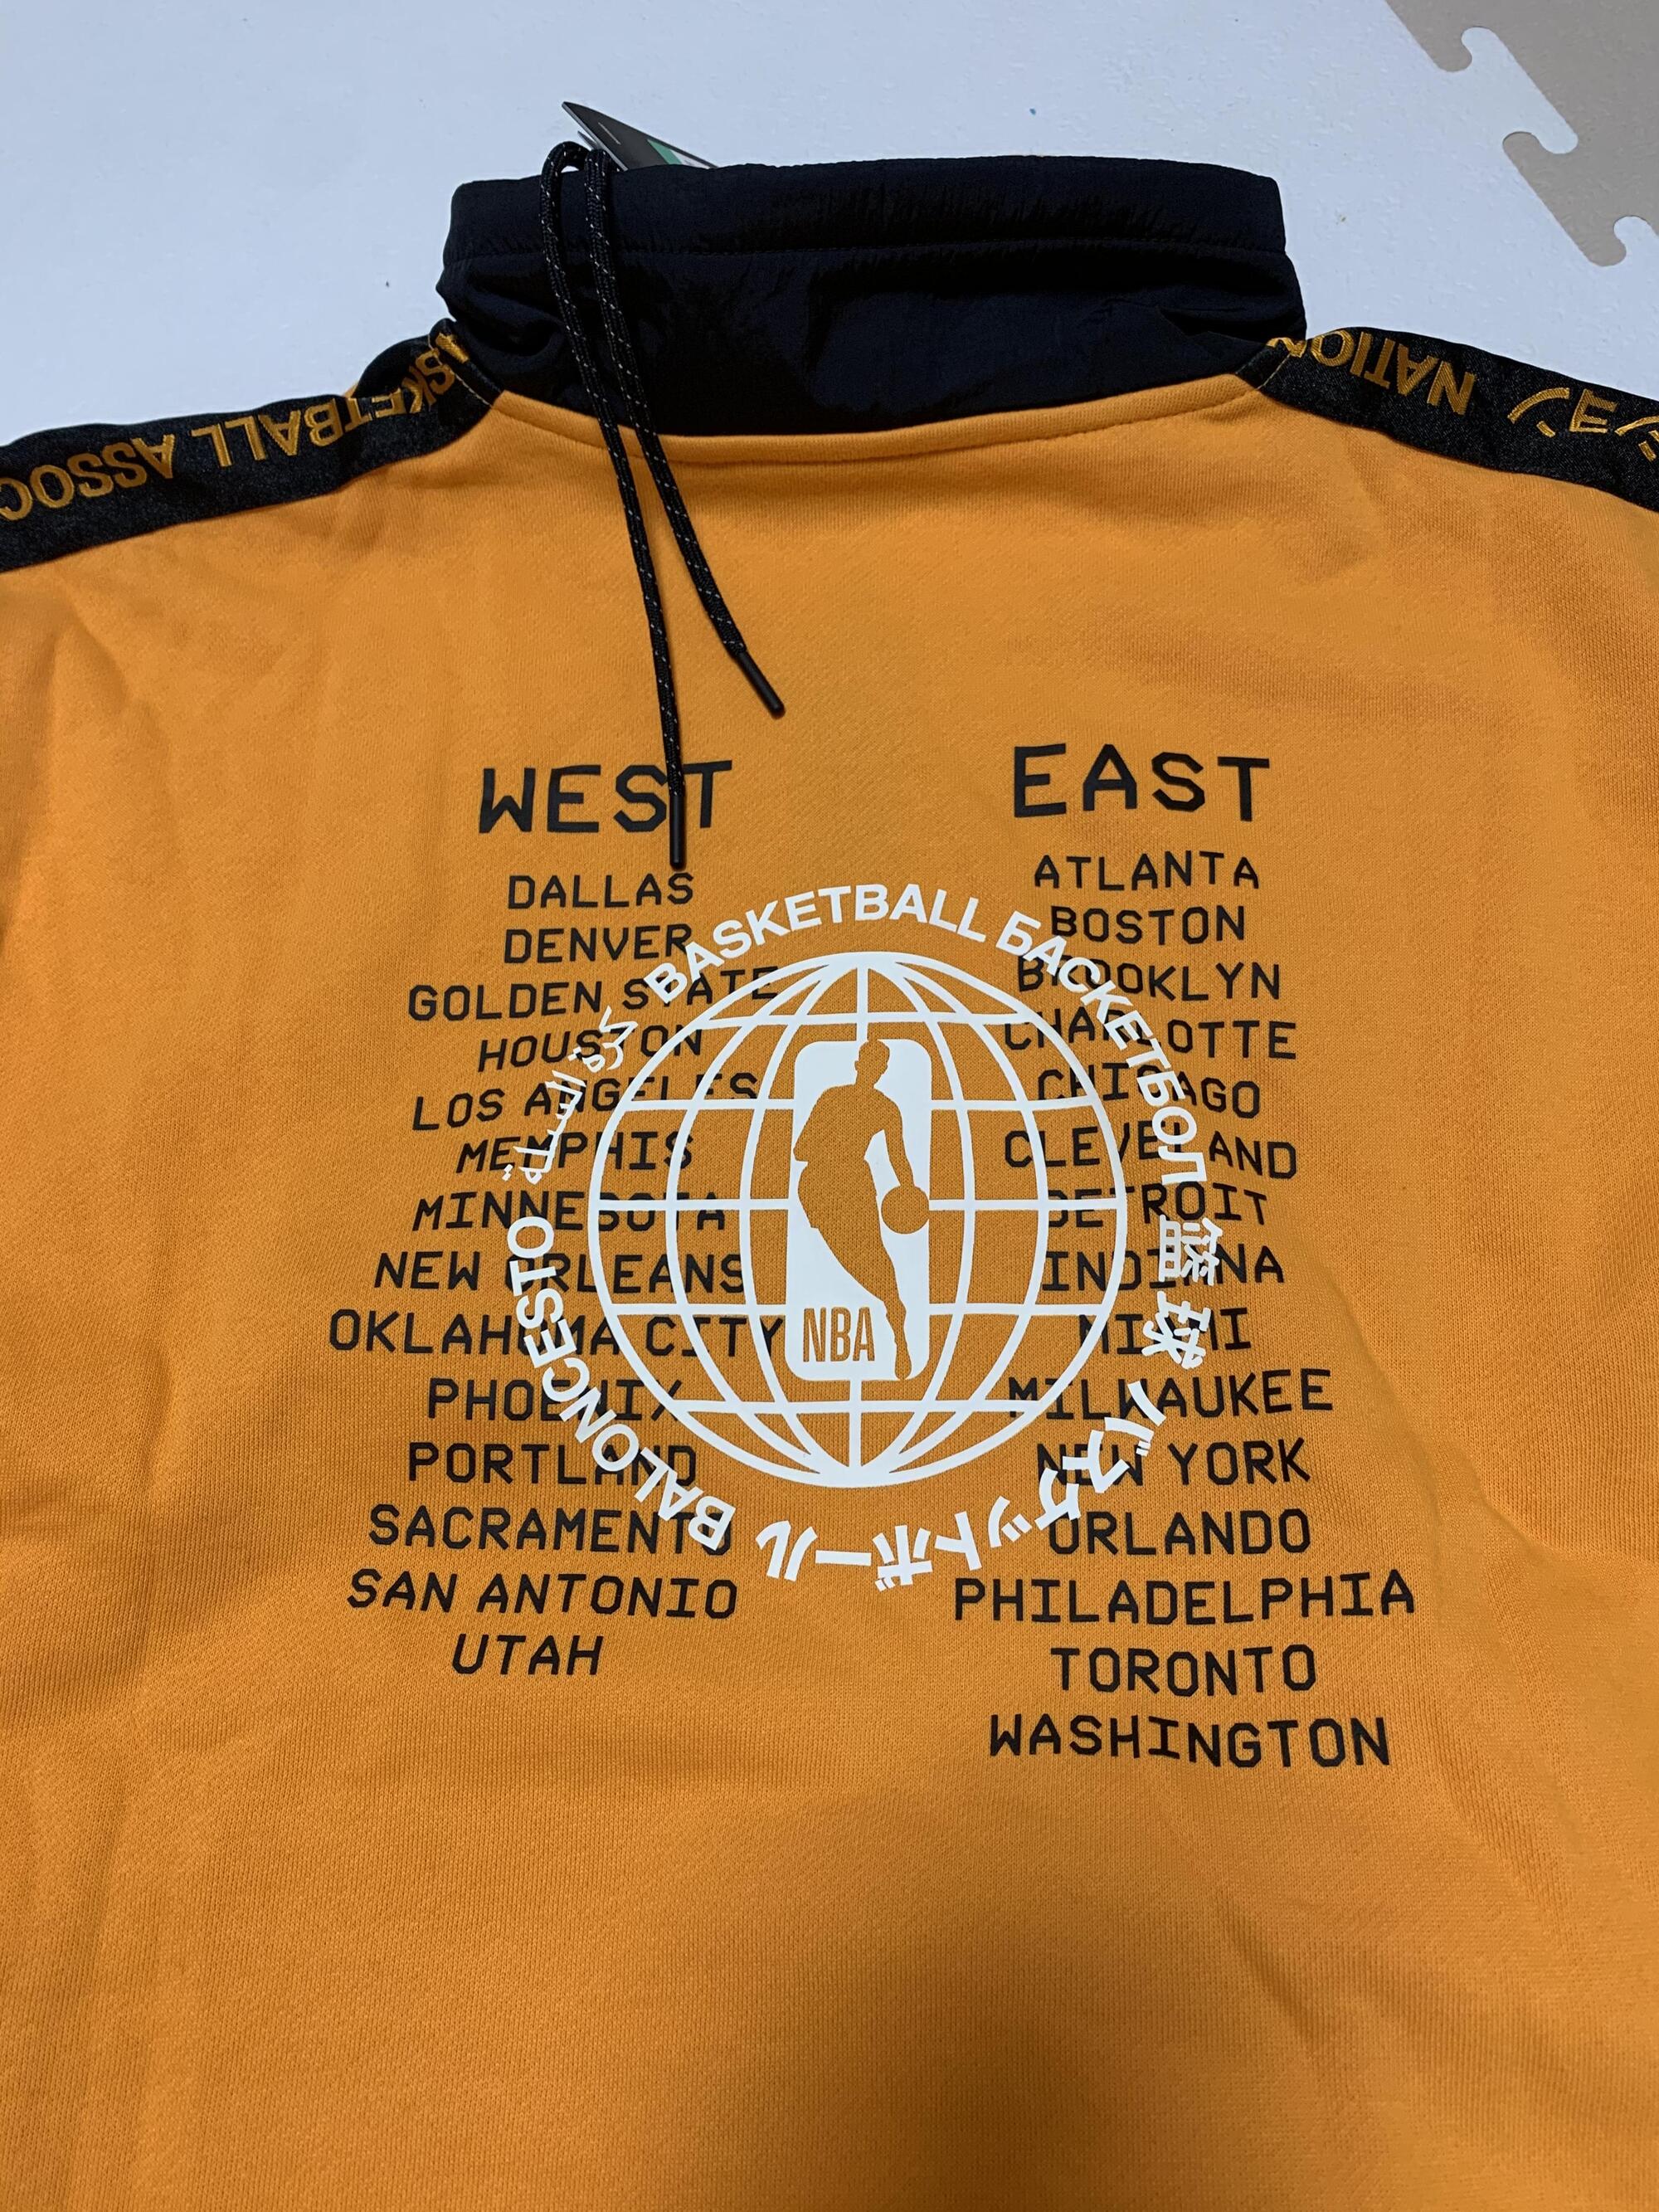 SKETBALL ASSOC
NATION
WEST
DALLAS
DENVER
GOLDEN STATE
HOUSTON
LOS ANGELES
MEMPHIS
MINNESOTA
NEW ORLEANS
OKLAHOMA CITY
PHOENIX
PORTLAND
SACRAMENTO
SAN ANTONIO
UTAH
EAST
ATLANTA
BOSTON
BROOKLYN
CHARLOTTE
CHICAGO
CLEVELAND
DETROIT
INDIANA
MIAMI
MILWAUKEE
NEW YORK
ORLANDO
PHILADELPHIA
TORONTO
WASHINGTON
BASKETBALL БАСКЕТБОЛ 篮球 バスケットボール BALONCESTO كرة السلة
NBA